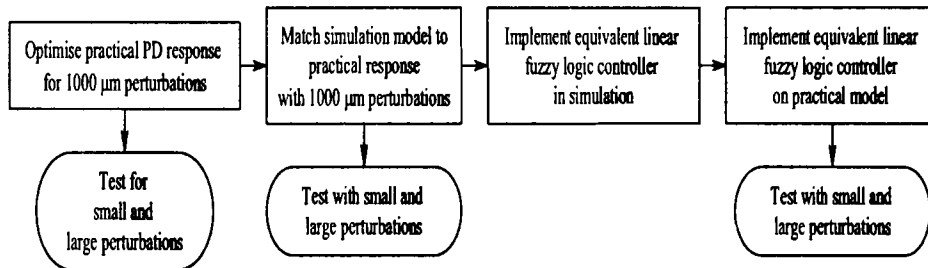 Optimise practical PD response
for 1000 μm perturbations
Match simulation model to
practical response
with 1000 μm perturbations
Implement equivalent linear
fuzzy logic controller
in simulation
Implement equivalent linear
fuzzy logic controller
on practical model
Test for
small and
large perturbations
Test with small and
large perturbations
Test with small and
large perturbations